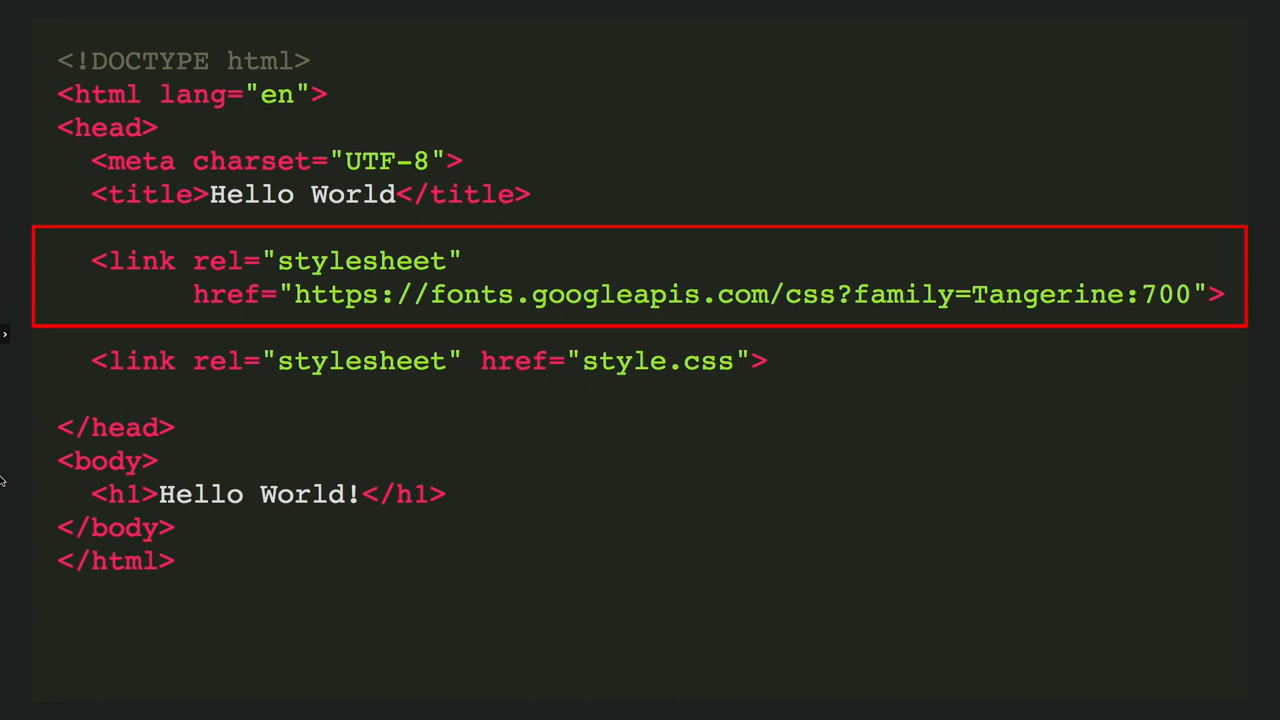 <!DOCTYPE html>
<html lang="en">
<head>
<meta charset="UTF-8">
<title>Hello World</title>
<link rel="stylesheet"
href="https://fonts.googleapis.com/css?family=Tangerine:700">
<link rel="stylesheet" href="style.css">
</head>
<body>
<h1>Hello World!</h1>
</body>
</html>